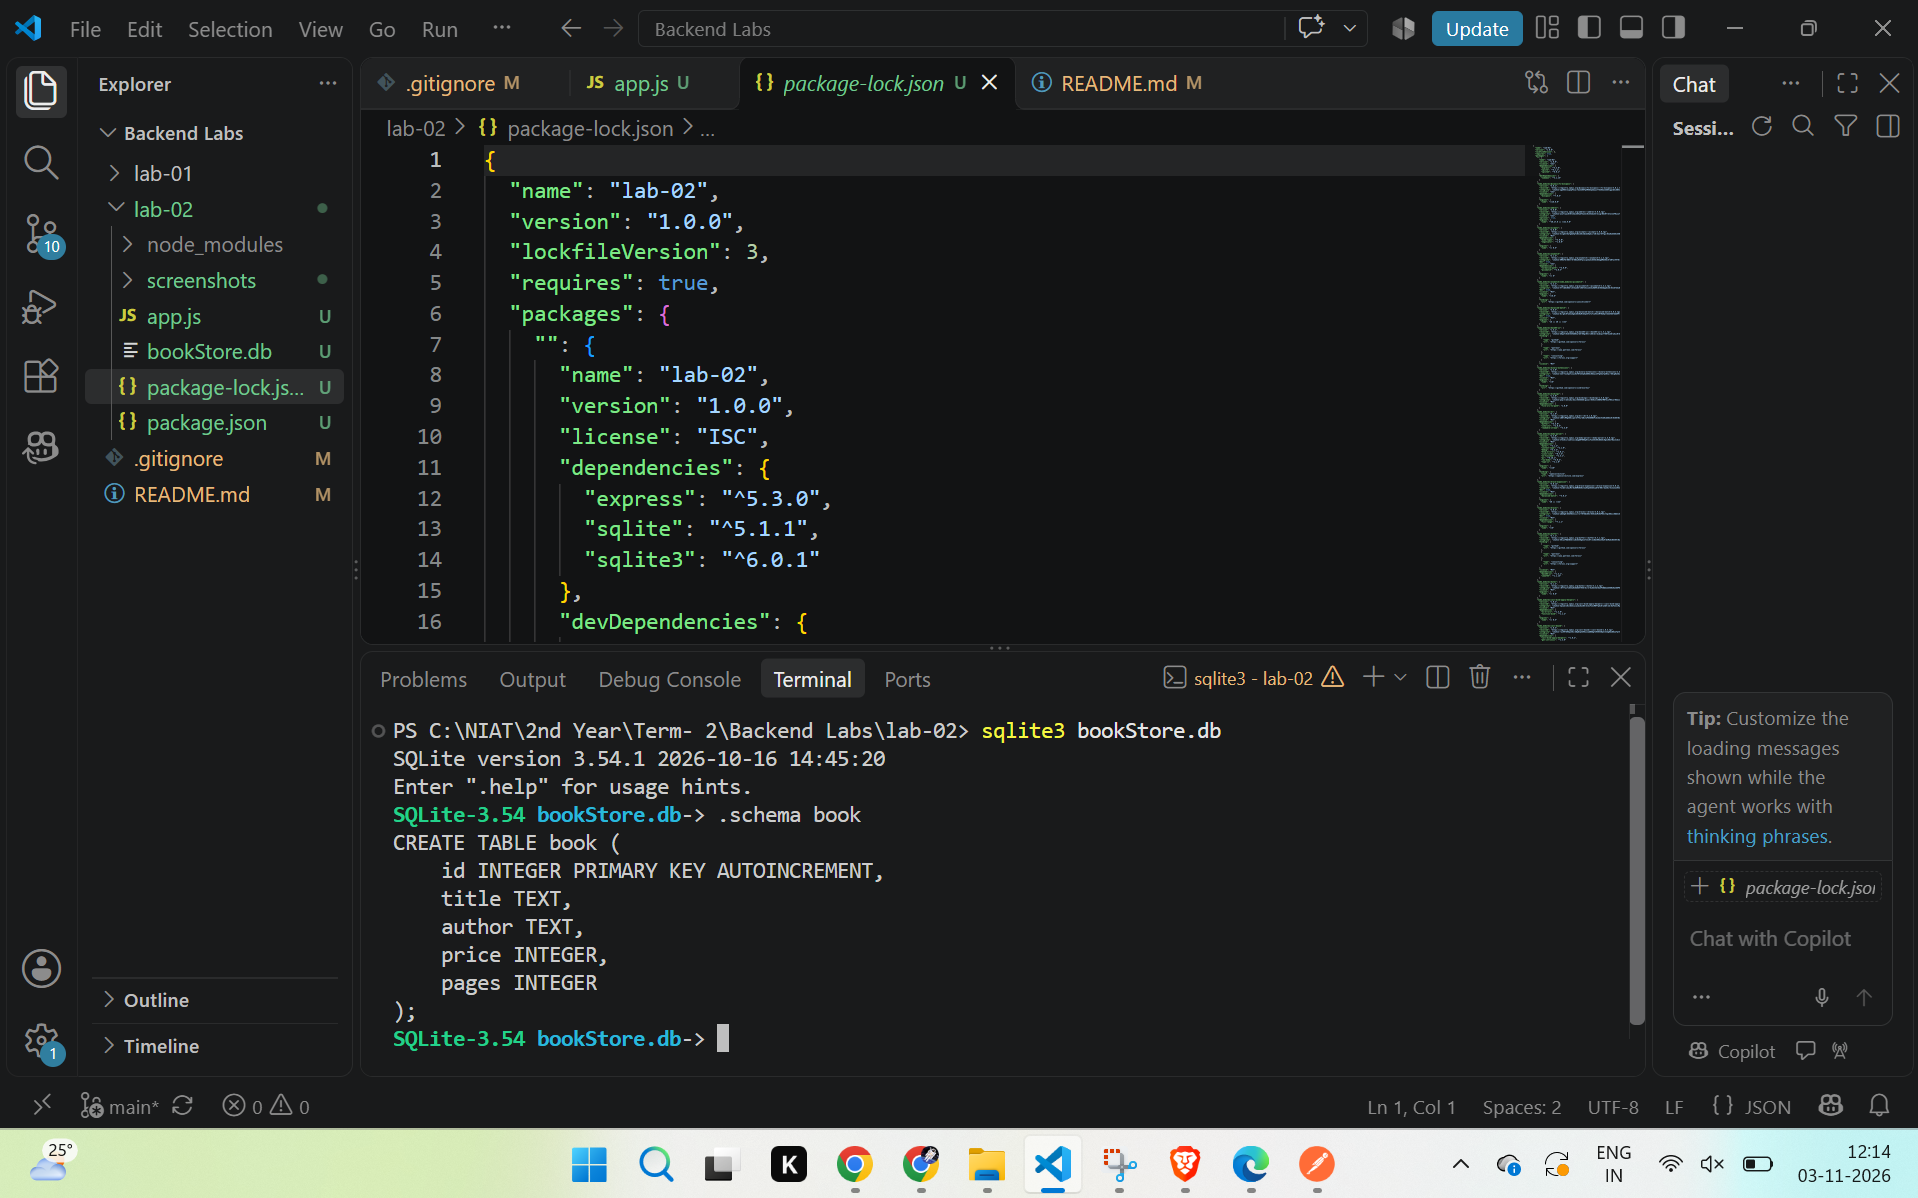 File Edit Selection View Go Run ···
Backend Labs
Update
Explorer
Backend Labs
lab-01
lab-02
node_modules
screenshots
JS app.js U
bookStore.db U
{} package-lock.js... U
{} package.json U
.gitignore M
README.md M
Outline
Timeline
10
1
.gitignore M
JS app.js U
{} package-lock.json U
README.md M
lab-02 > {} package-lock.json > ...
1 {
2 "name": "lab-02",
3 "version": "1.0.0",
4 "lockfileVersion": 3,
5 "requires": true,
6 "packages": {
7 "": {
8 "name": "lab-02",
9 "version": "1.0.0",
10 "license": "ISC",
11 "dependencies": {
12 "express": "^5.3.0",
13 "sqlite": "^5.1.1",
14 "sqlite3": "^6.0.1"
15 },
16 "devDependencies": {
Problems Output Debug Console Terminal Ports
sqlite3 - lab-02
PS C:\NIAT\2nd Year\Term- 2\Backend Labs\lab-02> sqlite3 bookStore.db
SQLite version 3.54.1 2026-10-16 14:45:20
Enter ".help" for usage hints.
SQLite-3.54 bookStore.db-> .schema book
CREATE TABLE book (
id INTEGER PRIMARY KEY AUTOINCREMENT,
title TEXT,
author TEXT,
price INTEGER,
pages INTEGER
);
SQLite-3.54 bookStore.db->
Chat
Sessi...
Tip: Customize the
loading messages
shown while the
agent works with
thinking phrases.
{} package-lock.json
Chat with Copilot
Copilot
main* 0 0
Ln 1, Col 1 Spaces: 2 UTF-8 LF {} JSON
25°
K
ENG
IN
12:14
03-11-2026